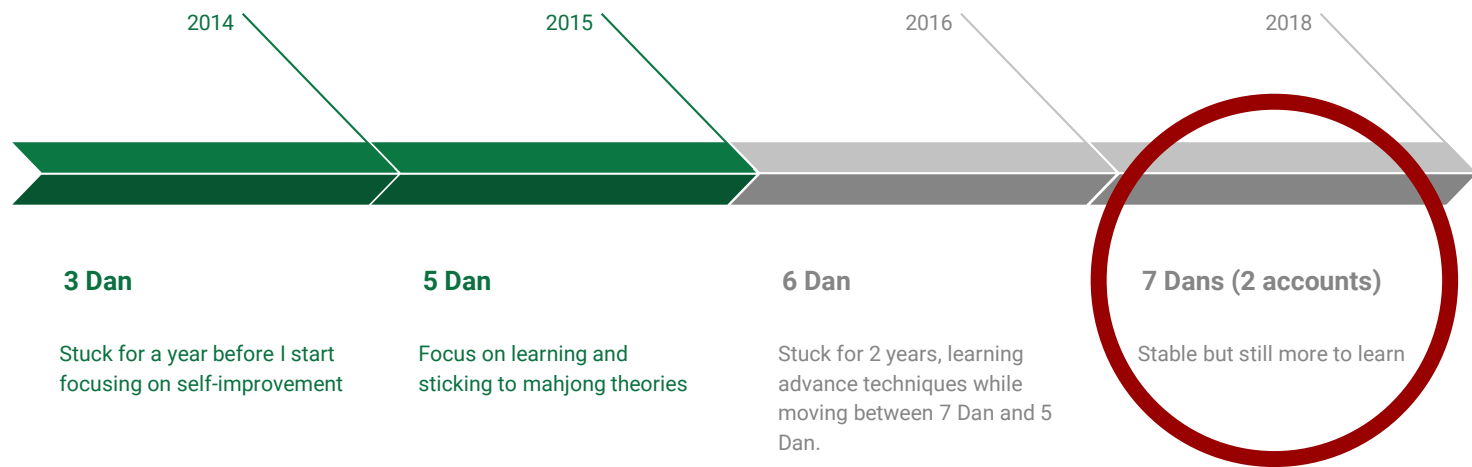 2014
2015
2016
2018
3 Dan
5 Dan
6 Dan
7 Dans (2 accounts)
Stuck for a year before I start
focusing on self-improvement
Focus on learning and
sticking to mahjong theories
Stuck for 2 years, learning
advance techniques while
moving between 7 Dan and 5
Dan.
Stable but still more to learn